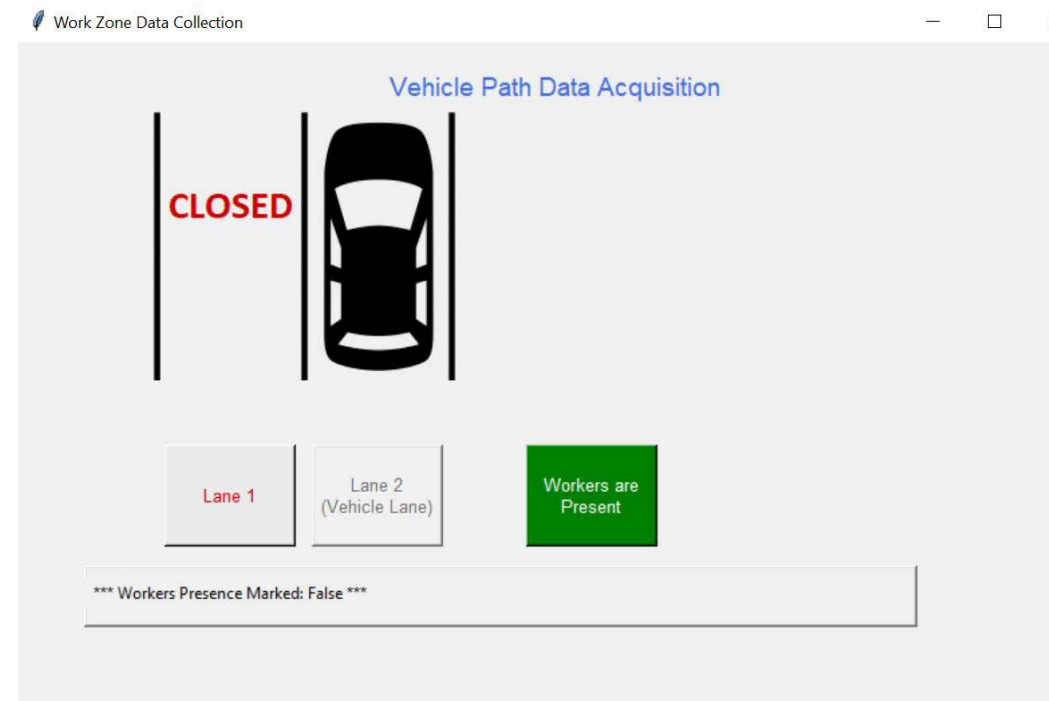 Work Zone Data Collection
Vehicle Path Data Acquisition
CLOSED
Lane 1
Lane 2
(Vehicle Lane)
Workers are
Present
*** Workers Presence Marked: False ***